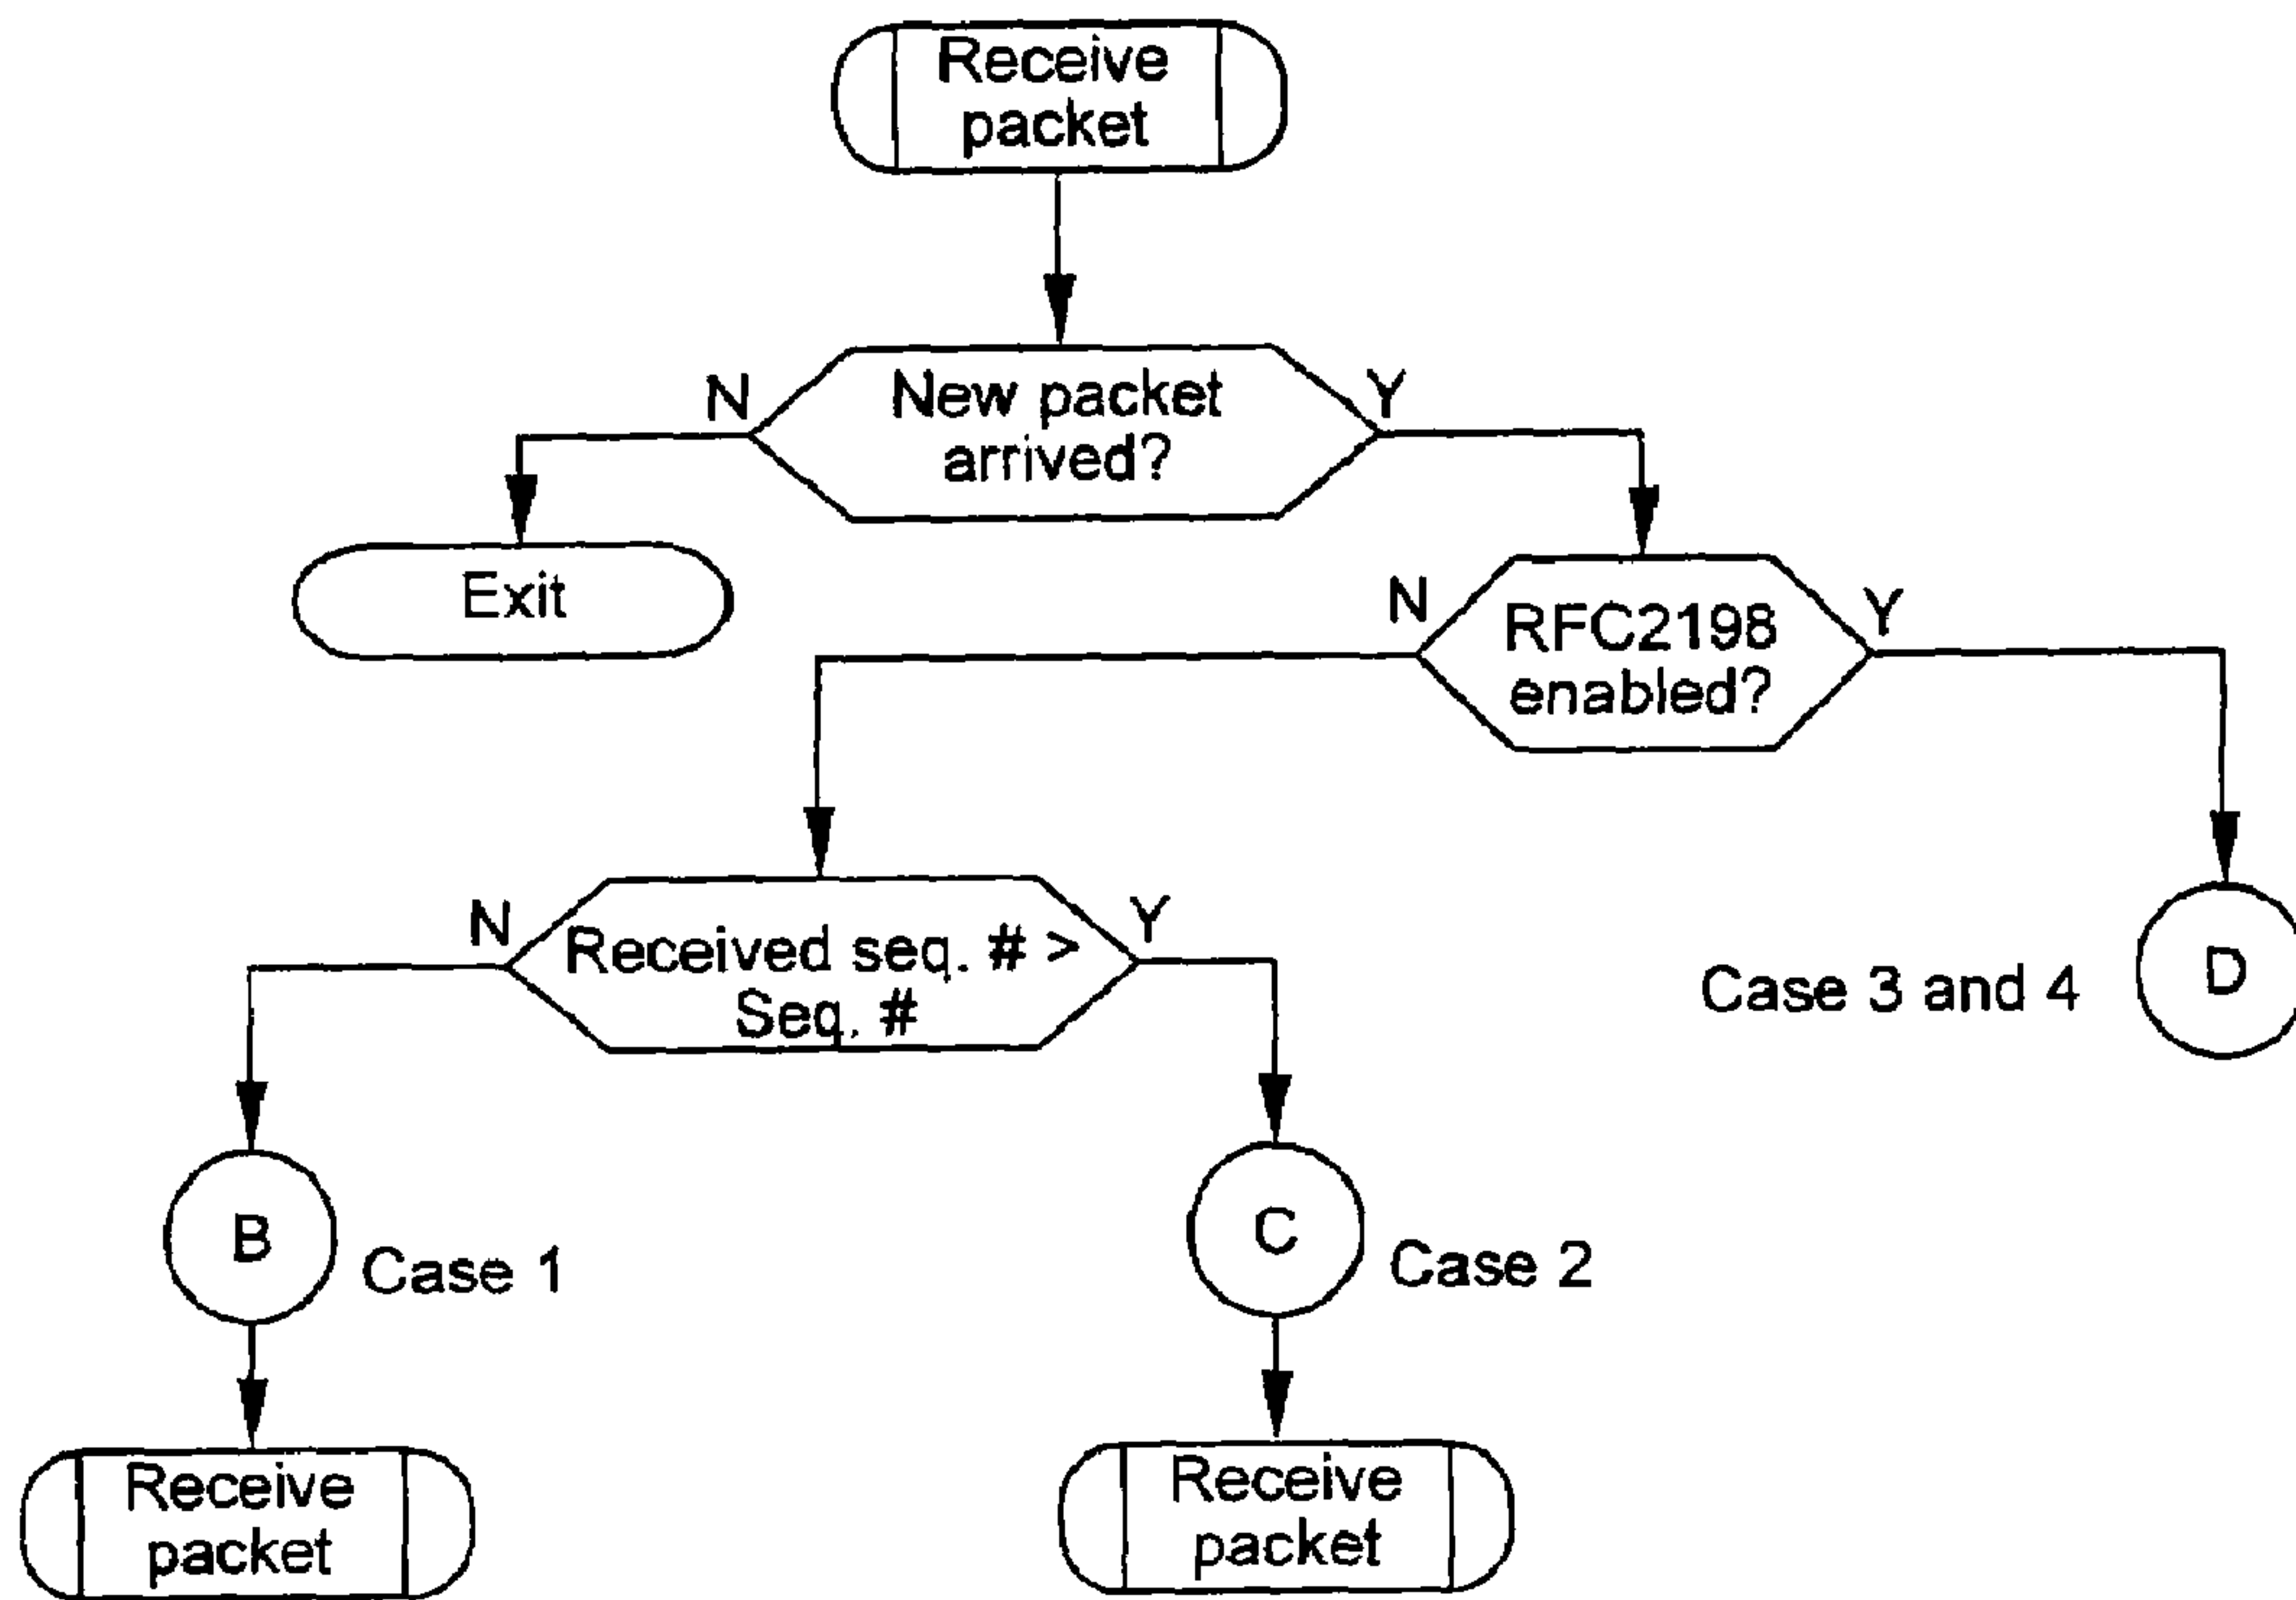 Receive
packet
N
New packet
arrived?
Y
Exit
N
RFC2198
enabled?
Y
N
Received seq. # >
Seq. #
Y
Case 3 and 4
D
B
Case 1
C
Case 2
Receive
packet
Receive
packet